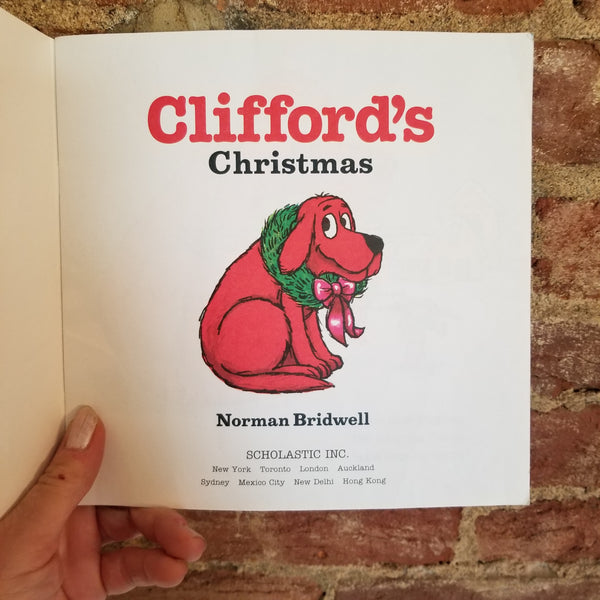 Clifford's
Christmas
Norman Bridwell
SCHOLASTIC INC.
New York Toronto London Auckland
Sydney Mexico City New Delhi Hong Kong